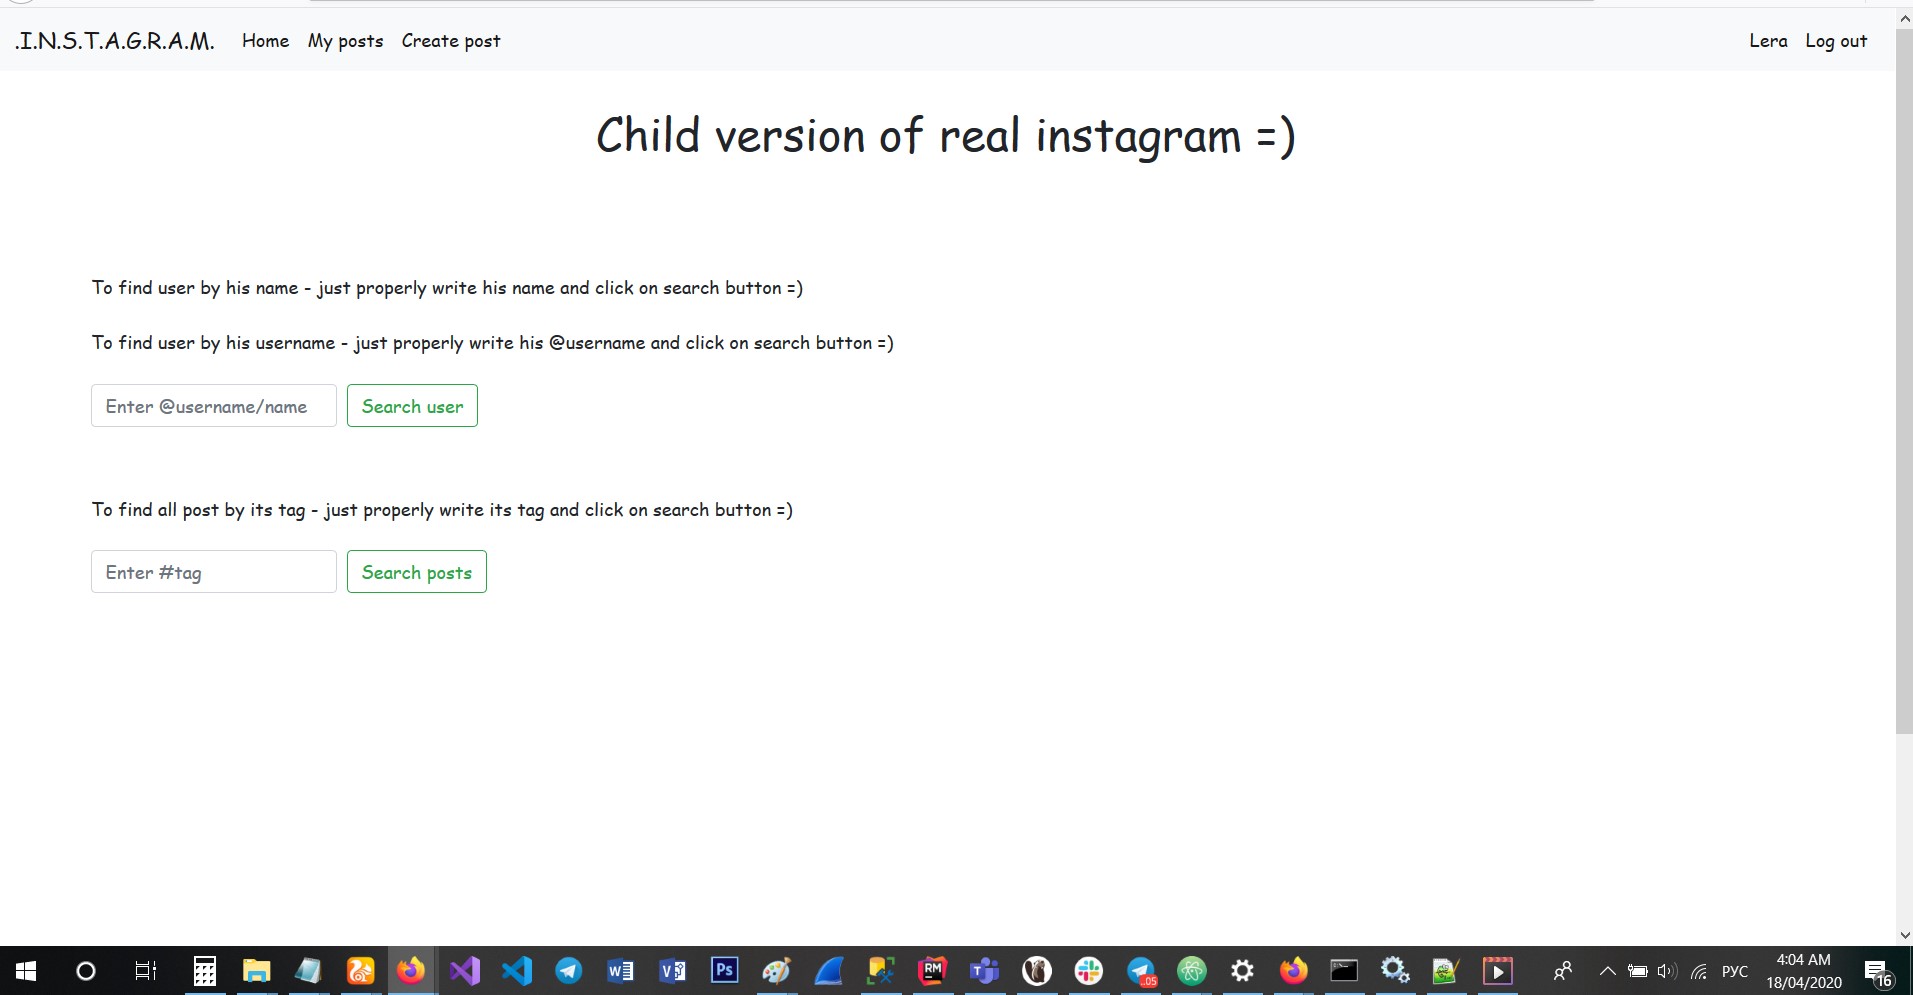 .I.N.S.T.A.G.R.A.M. Home My posts Create post Lera Log out
Child version of real instagram =)
To find user by his name - just properly write his name and click on search button =)
To find user by his username - just properly write his @username and click on search button =)
Enter @username/name Search user
To find all post by its tag - just properly write its tag and click on search button =)
Enter #tag Search posts
Ps RM ..05 РУС 4:04 AM
18/04/2020 16